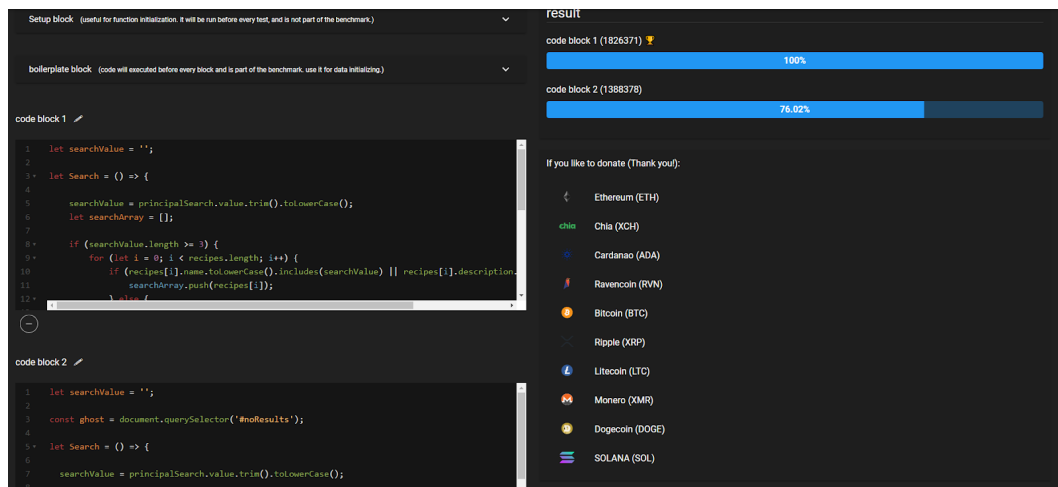 Setup block (useful for function initialization. it will be run before every test, and is not part of the benchmark.)
boilerplate block (code will executed before every block and is part of the benchmark. use it for data initializing.)
code block 1
1 let searchValue = '';
2
3 let Search = () => {
4
5 searchValue = principalSearch.value.trim().toLowerCase();
6 let searchArray = [];
7
8 if (searchValue.length >= 3) {
9 for (let i = 0; i < recipes.length; i++) {
10 if (recipes[i].name.toLowerCase().includes(searchValue) || recipes[i].description.
11 searchArray.push(recipes[i]);
12 } else {
code block 2
1 let searchValue = '';
2
3 const ghost = document.querySelector('#noResults');
4
5 let Search = () => {
6
7 searchValue = principalSearch.value.trim().toLowerCase();
result
code block 1 (1826371)
100%
code block 2 (1388378)
76.02%
If you like to donate (Thank you!):
Ethereum (ETH)
chia Chia (XCH)
Cardanao (ADA)
Ravencoin (RVN)
Bitcoin (BTC)
Ripple (XRP)
Litecoin (LTC)
Monero (XMR)
Dogecoin (DOGE)
SOLANA (SOL)